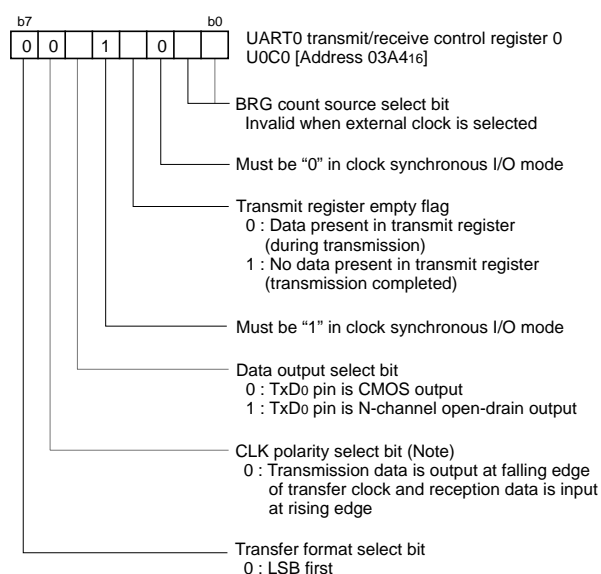 b7 b0
0 0 1 0
UART0 transmit/receive control register 0
U0C0 [Address 03A416]
BRG count source select bit
Invalid when external clock is selected
Must be “0” in clock synchronous I/O mode
Transmit register empty flag
0 : Data present in transmit register
(during transmission)
1 : No data present in transmit register
(transmission completed)
Must be “1” in clock synchronous I/O mode
Data output select bit
0 : TxD0 pin is CMOS output
1 : TxD0 pin is N-channel open-drain output
CLK polarity select bit (Note)
0 : Transmission data is output at falling edge
of transfer clock and reception data is input
at rising edge
Transfer format select bit
0 : LSB first